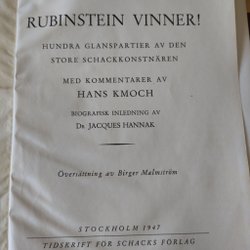 RUBINSTEIN VINNER!
HUNDRA GLANSPARTIER AV DEN
STORE SCHACKKONSTNÄREN
MED KOMMENTARER AV
HANS KMOCH
BIOGRAFISK INLEDNING AV
Dr. JACQUES HANNAK
Översättning av Birger Malmström
STOCKHOLM 1947
TIDSKRIFT FÖR SCHACKS FÖRLAG